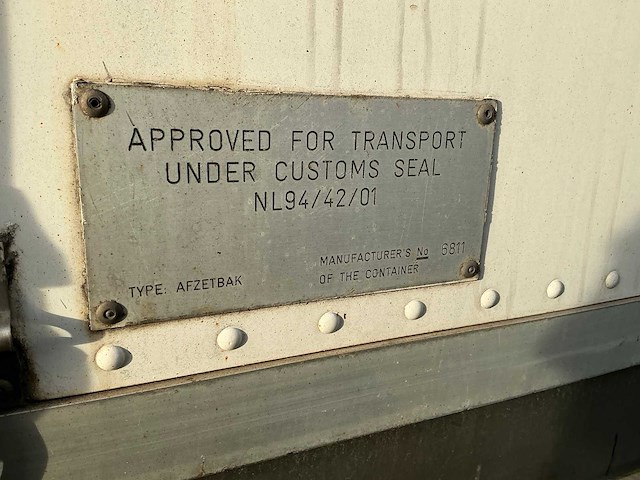 APPROVED FOR TRANSPORT
UNDER CUSTOMS SEAL
NL94/42/01
MANUFACTURER'S No 6811
OF THE CONTAINER
TYPE: AFZETBAK